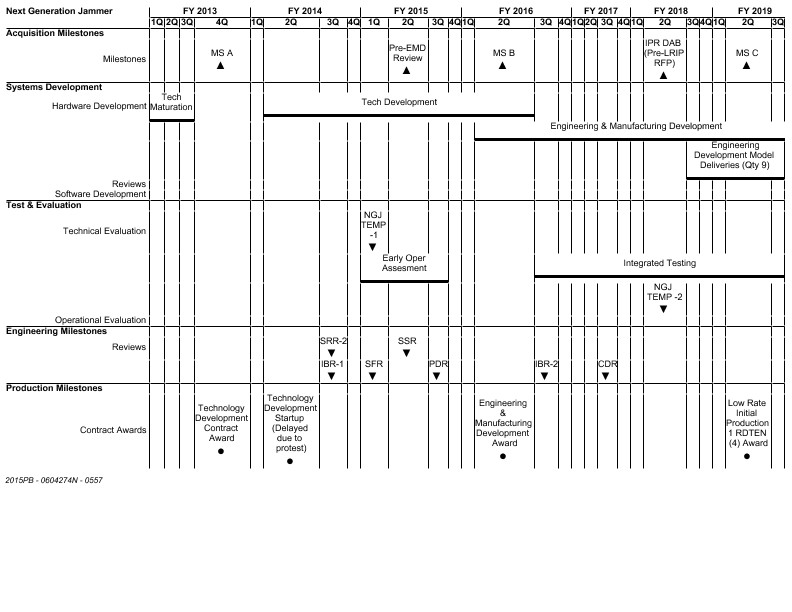 Next Generation Jammer FY 2013 FY 2014 FY 2015 FY 2016 FY 2017 FY 2018 FY 2019
1Q 2Q 3Q 4Q 1Q 2Q 3Q 4Q 1Q 2Q 3Q 4Q 1Q 2Q 3Q 4Q 1Q 2Q 3Q 4Q 1Q 2Q 3Q 4Q 1Q 2Q 3Q
Acquisition Milestones
Milestones
MS A
Pre-EMD
Review
MS B
IPR DAB
(Pre-LRIP
RFP)
MS C
Systems Development
Hardware Development
Tech
Maturation
Tech Development
Engineering & Manufacturing Development
Engineering
Development Model
Deliveries (Qty 9)
Reviews
Software Development
Test & Evaluation
Technical Evaluation
NGJ
TEMP
-1
Early Oper
Assesment
Integrated Testing
NGJ
TEMP -2
Operational Evaluation
Engineering Milestones
Reviews
SRR-2
SSR
IBR-1
SFR
PDR
IBR-2
CDR
Production Milestones
Contract Awards
Technology
Development
Contract
Award
Technology
Development
Startup
(Delayed
due to
protest)
Engineering
&
Manufacturing
Development
Award
Low Rate
Initial
Production
1 RDTEN
(4) Award
2015PB - 0604274N - 0557